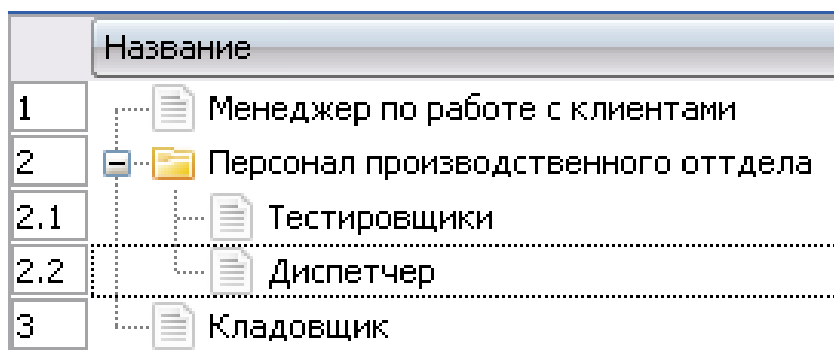 Название
1 Менеджер по работе с клиентами
2 Персонал производственного оттдела
2.1 Тестировщики
2.2 Диспетчер
3 Кладовщик